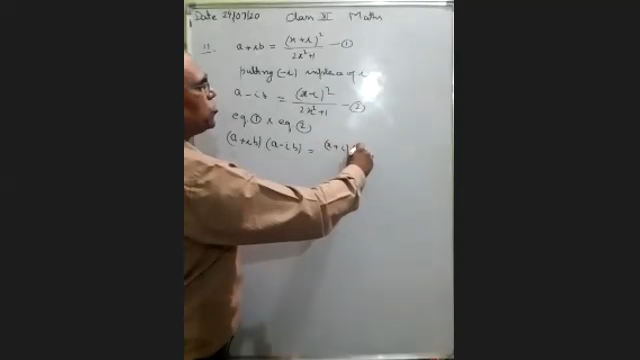 Date 24/07/20 Class XI Maths
11. a+ib = (x+i)² / 2x²+1 — ①
putting (-i) inplace of i
a-ib = (x-i)² / 2x²+1 — ②
eq ① x eq ②
(a+ib) (a-ib) = (x+i)